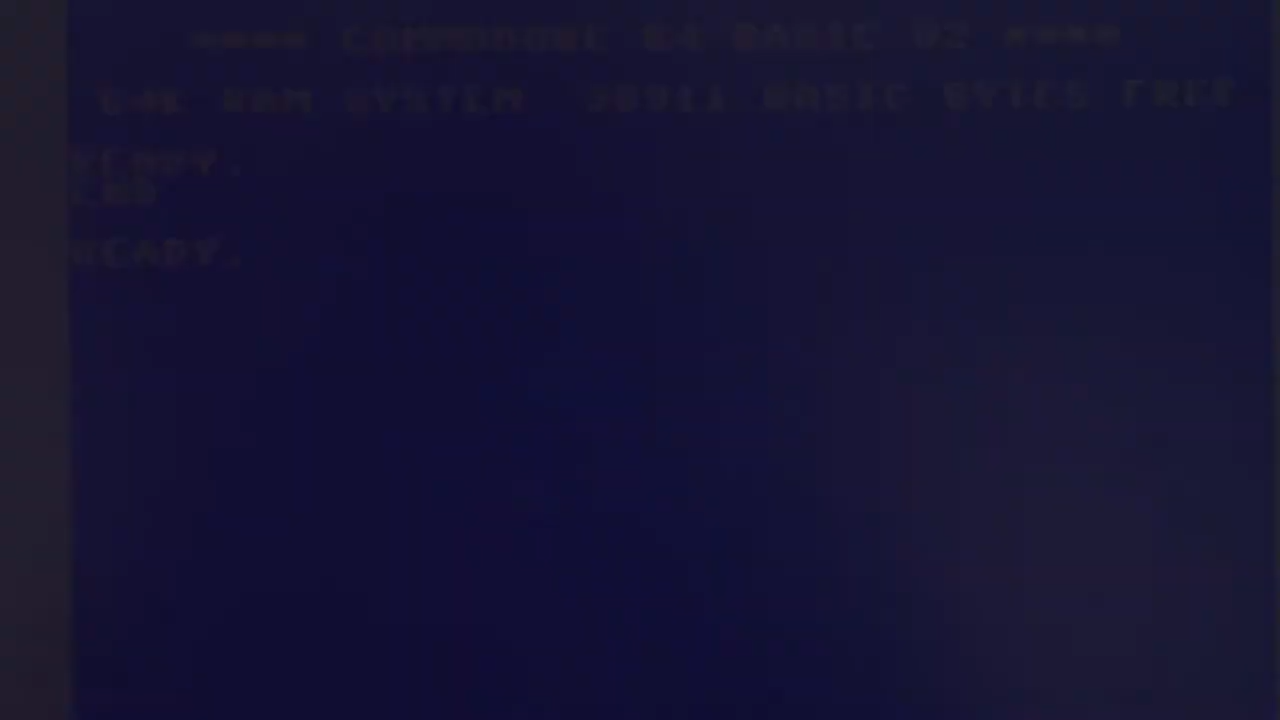 **** COMMODORE 64 BASIC V2 ****
64K RAM SYSTEM 38911 BASIC BYTES FREE
READY.
READY.